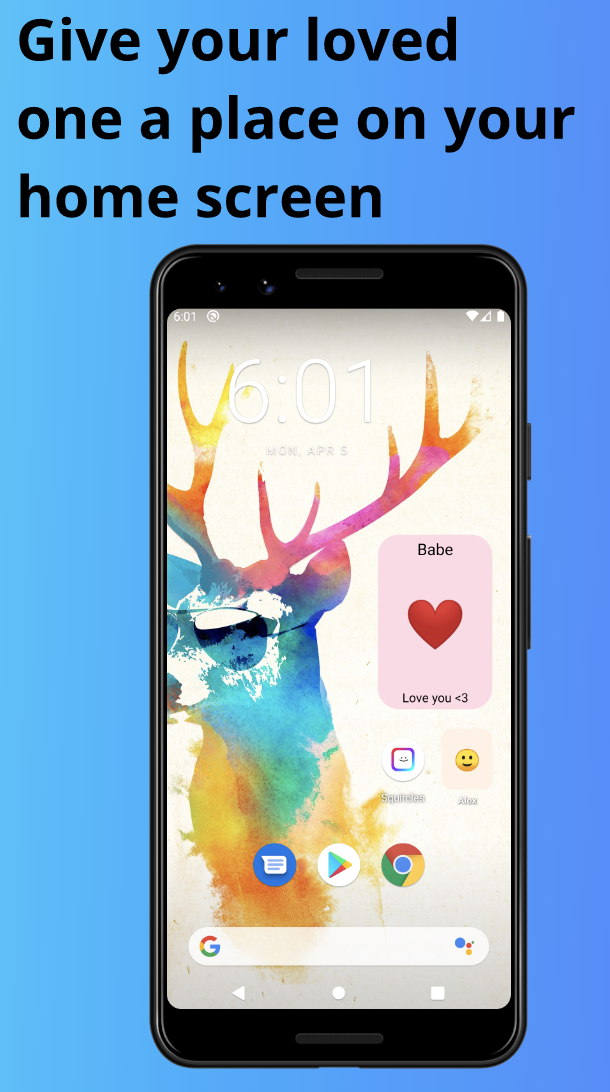 Give your loved
one a place on your
home screen
6:01
6:01
MON, APR 5
Babe
Love you <3
Squircles
Alex